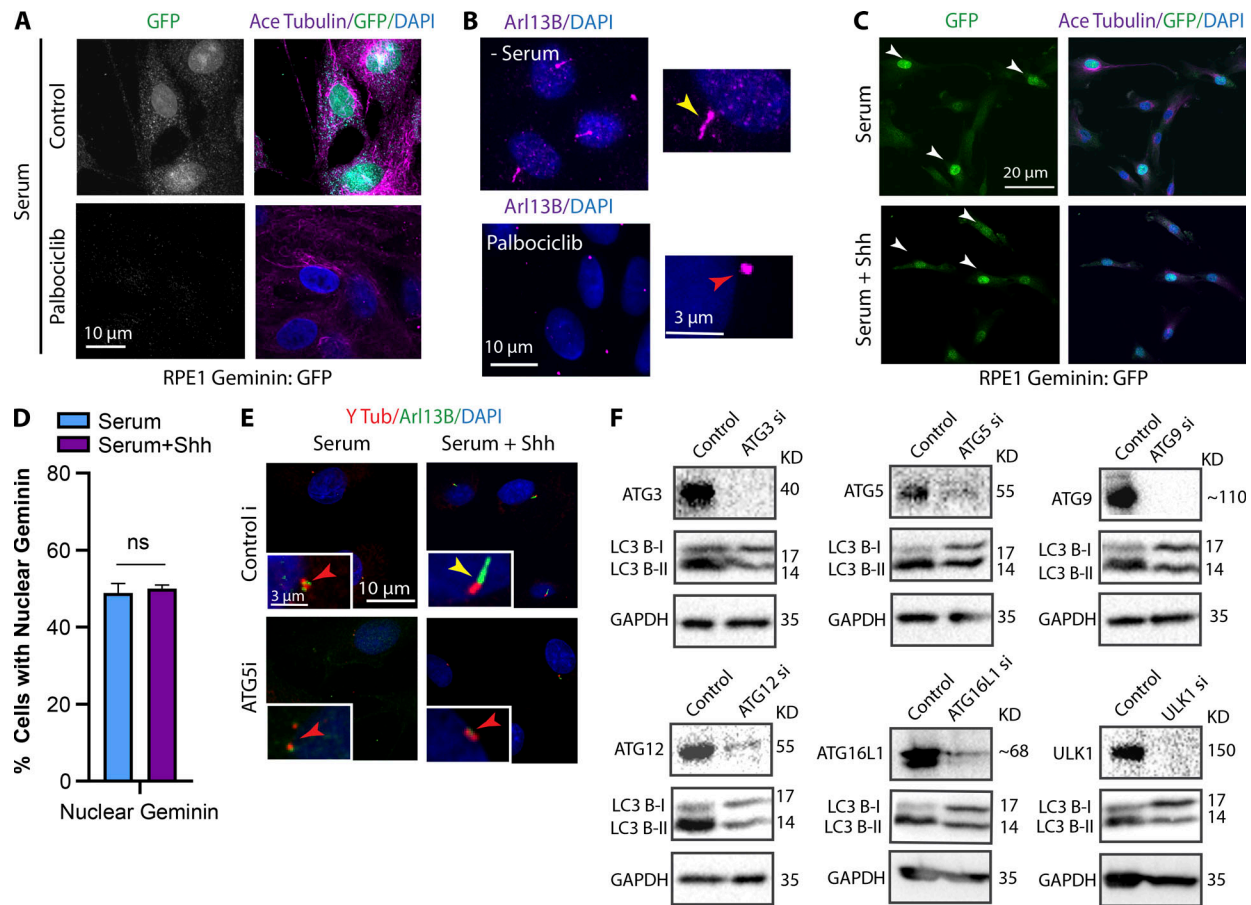 A
GFP
Ace Tubulin/GFP/DAPI
Serum
Control
Palbociclib
10 µm
RPE1 Geminin: GFP
B
Arl13B/DAPI
- Serum
Arl13B/DAPI
Palbociclib
10 µm
3 µm
C
GFP
Ace Tubulin/GFP/DAPI
Serum
20 µm
Serum + Shh
RPE1 Geminin: GFP
D
Serum
Serum+Shh
% Cells with Nuclear Geminin
80
60
40
20
0
ns
Nuclear Geminin
E
Y Tub/Arl13B/DAPI
Serum
Serum + Shh
Control i
3 µm
10 µm
ATG5i
F
Control
ATG3 si
KD
ATG3
40
LC3 B-I
17
LC3 B-II
14
GAPDH
35
Control
ATG5 si
KD
ATG5
55
LC3 B-I
17
LC3 B-II
14
GAPDH
35
Control
ATG9 si
KD
ATG9
~110
LC3 B-I
17
LC3 B-II
14
GAPDH
35
Control
ATG12 si
KD
ATG12
55
LC3 B-I
17
LC3 B-II
14
GAPDH
35
Control
ATG16L1 si
KD
ATG16L1
~68
LC3 B-I
17
LC3 B-II
14
GAPDH
35
Control
ULK1 si
KD
ULK1
150
LC3 B-I
17
LC3 B-II
14
GAPDH
35